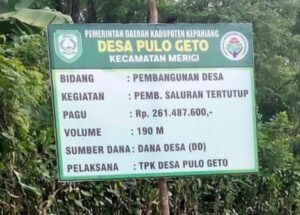 PEMERINTAH DAERAH KABUPATEN KEPAHIANG
DESA PULO GETO
KECAMATAN MERIGI
BIDANG : PEMBANGUNAN DESA
KEGIATAN : PEMB. SALURAN TERTUTUP
PAGU : Rp. 261.487.600,-
VOLUME : 190 M
SUMBER DANA : DANA DESA (DD)
PELAKSANA : TPK DESA PULO GETO